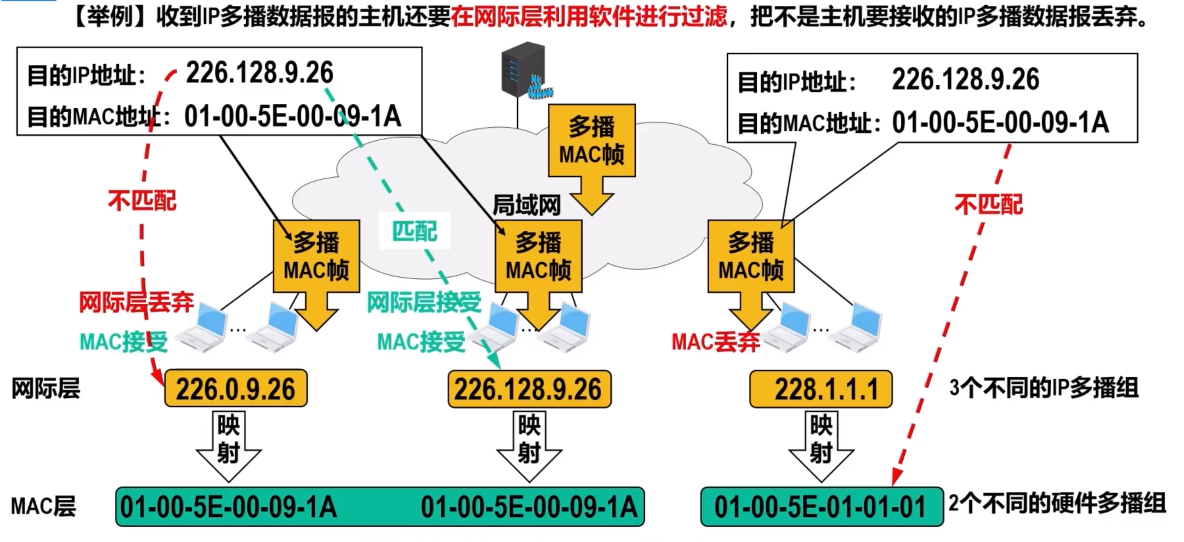 【举例】收到IP多播数据报的主机还要在网际层利用软件进行过滤，把不是主机要接收的IP多播数据报丢弃。
目的IP地址： 226.128.9.26
目的MAC地址：01-00-5E-00-09-1A
目的IP地址： 226.128.9.26
目的MAC地址：01-00-5E-00-09-1A
多播
MAC帧
局域网
不匹配
匹配
不匹配
多播
MAC帧
多播
MAC帧
多播
MAC帧
网际层丢弃
MAC接受
...
网际层接受
MAC接受
...
MAC丢弃
...
网际层
226.0.9.26
226.128.9.26
228.1.1.1
3个不同的IP多播组
映射
映射
映射
MAC层
01-00-5E-00-09-1A
01-00-5E-00-09-1A
01-00-5E-01-01-01
2个不同的硬件多播组